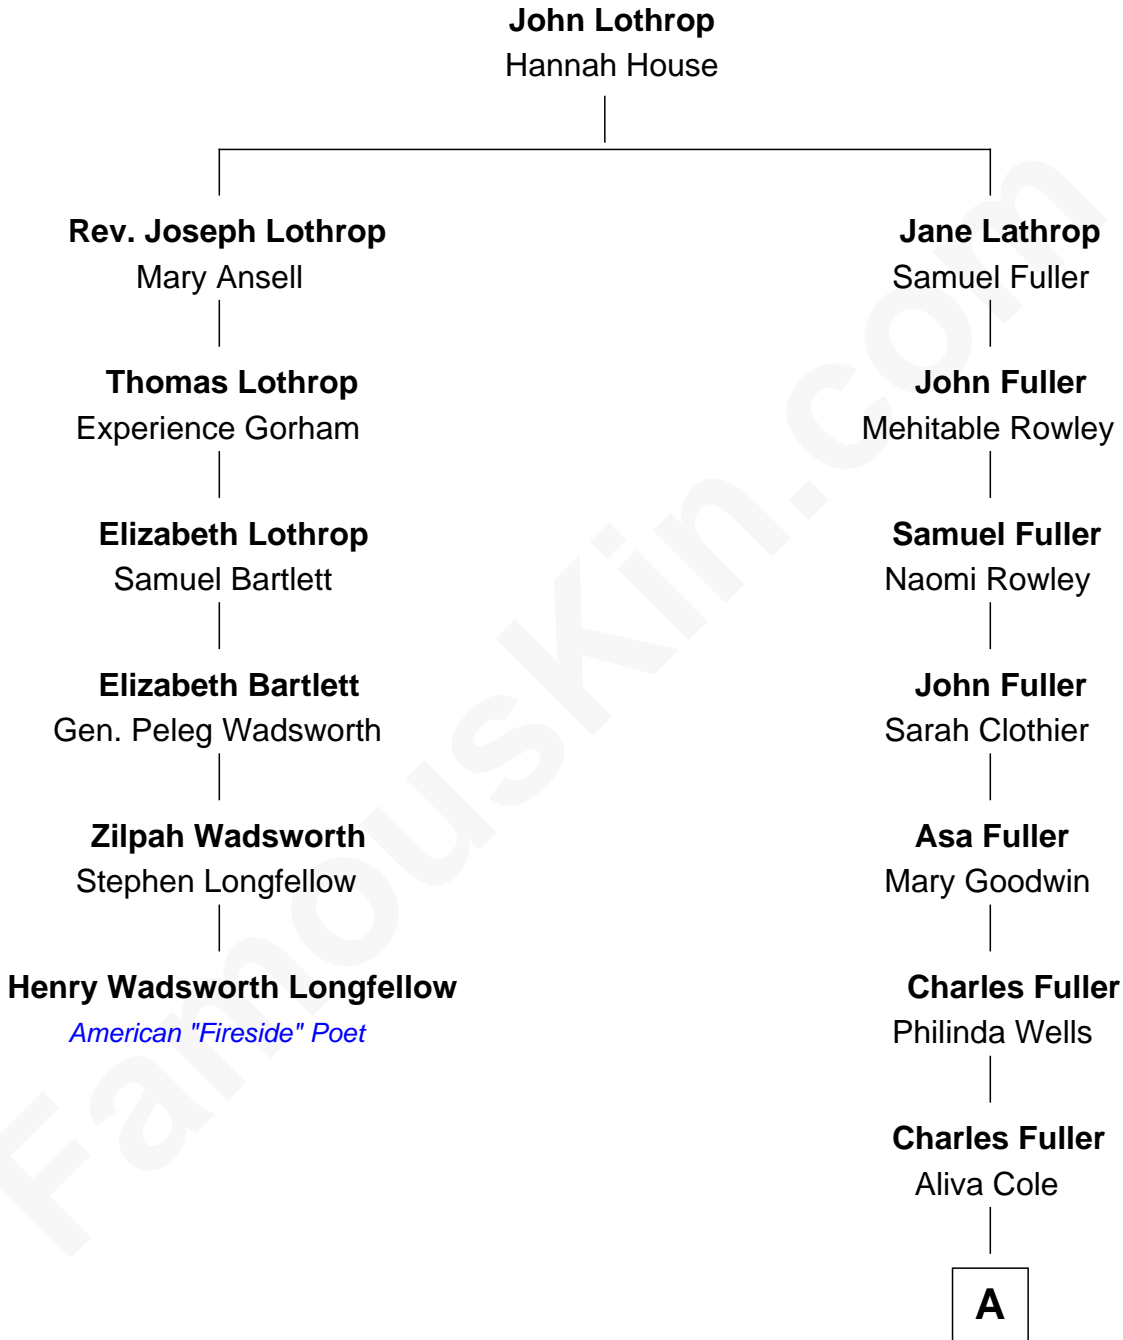 John Lothrop
Hannah House
Rev. Joseph Lothrop
Mary Ansell
Jane Lathrop
Samuel Fuller
Thomas Lothrop
Experience Gorham
John Fuller
Mehitable Rowley
Elizabeth Lothrop
Samuel Bartlett
Samuel Fuller
Naomi Rowley
Elizabeth Bartlett
Gen. Peleg Wadsworth
John Fuller
Sarah Clothier
Zilpah Wadsworth
Stephen Longfellow
Asa Fuller
Mary Goodwin
Henry Wadsworth Longfellow
American "Fireside" Poet
Charles Fuller
Philinda Wells
Charles Fuller
Aliva Cole
A
FamousKin.com